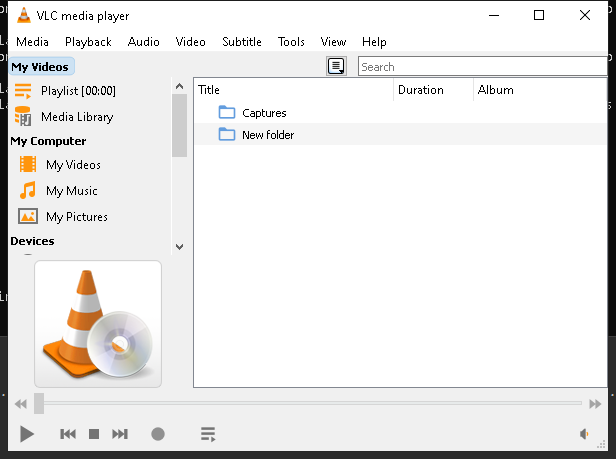 VLC media player
Media Playback Audio Video Subtitle Tools View Help
My Videos
Search
Playlist [00:00]
Media Library
My Computer
My Videos
My Music
My Pictures
Devices
Title Duration Album
Captures
New folder